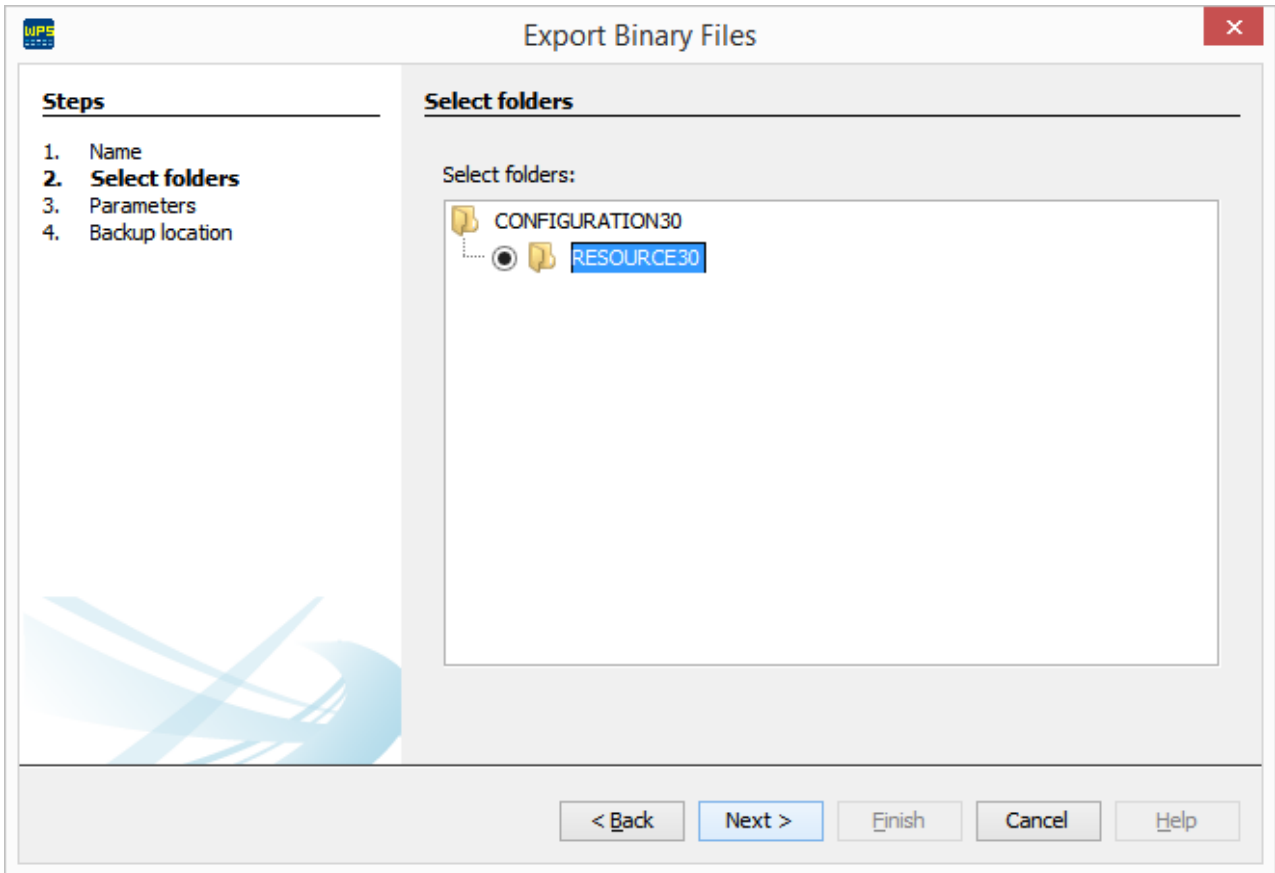 WPS
Export Binary Files
Steps
1. Name
2. Select folders
3. Parameters
4. Backup location
Select folders
Select folders:
CONFIGURATION30
RESOURCE30
< Back
Next >
Finish
Cancel
Help